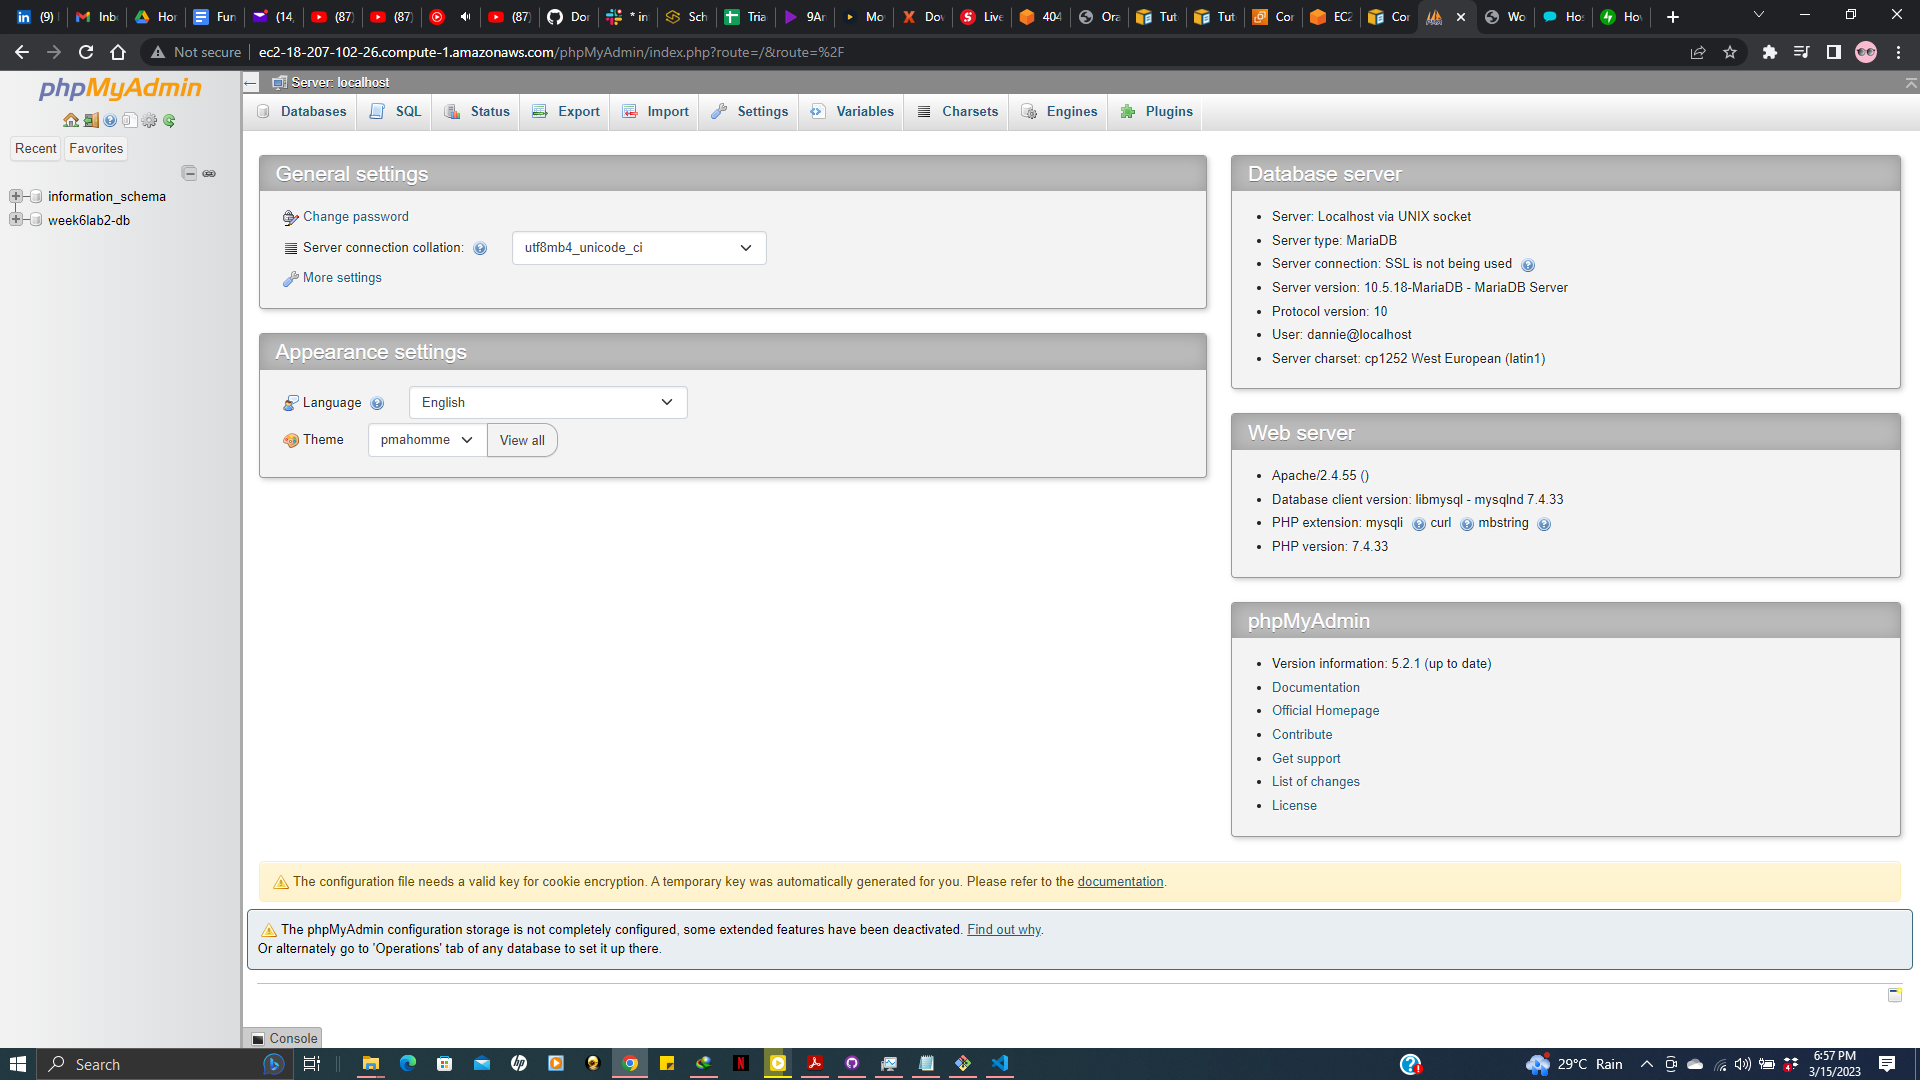 (9)
Inbo
Hor
Fun
(14,
(87)
(87)
(87)
Dor
* in
Sch
Tria
9Ar
Mo
Dov
Live
404
Ora
Tut
Tut
Cor
EC2
Cor
Wo
Hos
Hov
Not secure
ec2-18-207-102-26.compute-1.amazonaws.com/phpMyAdmin/index.php?route=/&route=%2F
phpMyAdmin
Recent
Favorites
information_schema
week6lab2-db
Server: localhost
Databases
SQL
Status
Export
Import
Settings
Variables
Charsets
Engines
Plugins
General settings
Change password
Server connection collation:
utf8mb4_unicode_ci
More settings
Appearance settings
Language
English
Theme
pmahomme
View all
Database server
Server: Localhost via UNIX socket
Server type: MariaDB
Server connection: SSL is not being used
Server version: 10.5.18-MariaDB - MariaDB Server
Protocol version: 10
User: dannie@localhost
Server charset: cp1252 West European (latin1)
Web server
Apache/2.4.55 ()
Database client version: libmysql - mysqlnd 7.4.33
PHP extension: mysqli curl mbstring
PHP version: 7.4.33
phpMyAdmin
Version information: 5.2.1 (up to date)
Documentation
Official Homepage
Contribute
Get support
List of changes
License
The configuration file needs a valid key for cookie encryption. A temporary key was automatically generated for you. Please refer to the documentation.
The phpMyAdmin configuration storage is not completely configured, some extended features have been deactivated. Find out why.
Or alternately go to 'Operations' tab of any database to set it up there.
Console
Search
29°C Rain
6:57 PM
3/15/2023